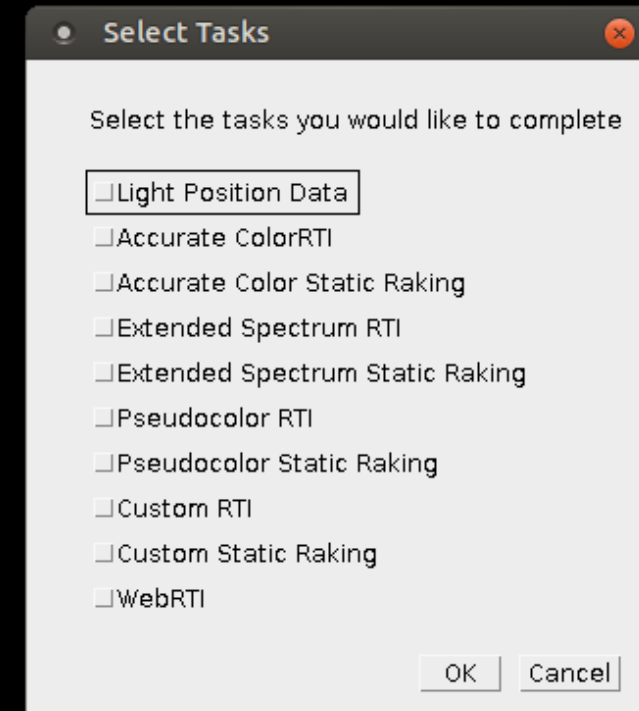 Select Tasks
Select the tasks you would like to complete
Light Position Data
Accurate ColorRTI
Accurate Color Static Raking
Extended Spectrum RTI
Extended Spectrum Static Raking
Pseudocolor RTI
Pseudocolor Static Raking
Custom RTI
Custom Static Raking
WebRTI
OK Cancel